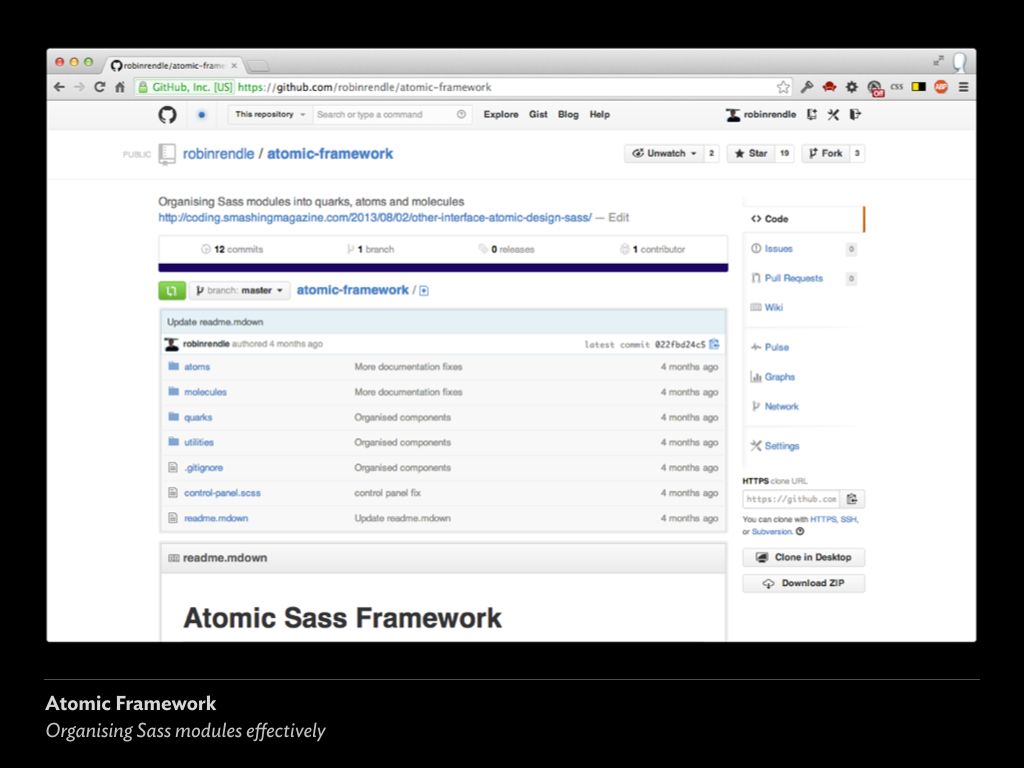 robinrendle/atomic-frame
GitHub, Inc. [US] https://github.com/robinrendle/atomic-framework
css
Off
ABP
This repository Search or type a command Explore Gist Blog Help robinrendle
PUBLIC robinrendle / atomic-framework Unwatch 2 Star 19 Fork 3
Organising Sass modules into quarks, atoms and molecules
http://coding.smashingmagazine.com/2013/08/02/other-interface-atomic-design-sass/ — Edit
12 commits 1 branch 0 releases 1 contributor
branch: master atomic-framework /
Update readme.mdown
robinrendle authored 4 months ago latest commit 022fbd24c5
atoms More documentation fixes 4 months ago
molecules More documentation fixes 4 months ago
quarks Organised components 4 months ago
utilities Organised components 4 months ago
.gitignore Organised components 4 months ago
control-panel.scss control panel fix 4 months ago
readme.mdown Update readme.mdown 4 months ago
readme.mdown
Atomic Sass Framework
Code
Issues 0
Pull Requests 0
Wiki
Pulse
Graphs
Network
Settings
HTTPS clone URL
https://github.com
You can clone with HTTPS, SSH,
or Subversion.
Clone in Desktop
Download ZIP
Atomic Framework
Organising Sass modules effectively